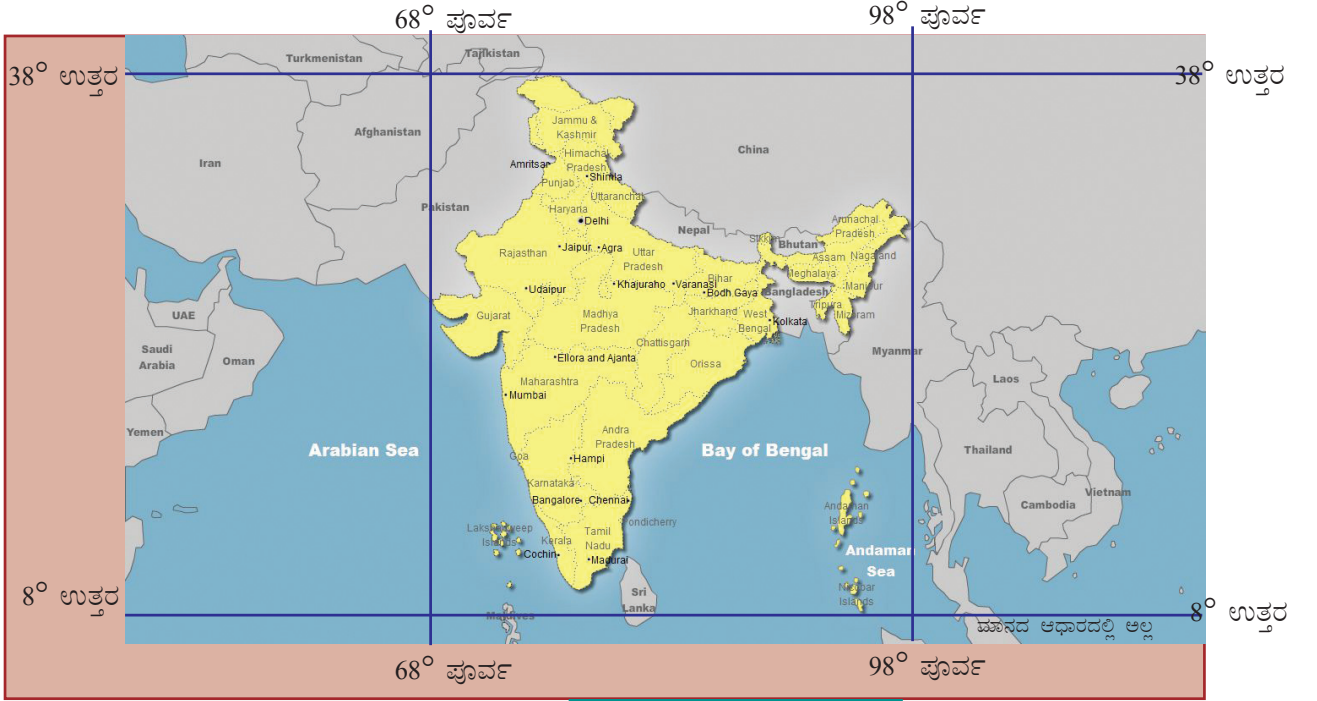 68° ಪೂರ್ವ
98° ಪೂರ್ವ
38° ಉತ್ತರ
38° ಉತ್ತರ
Turkmenistan
Tajikistan
Afghanistan
Iran
Pakistan
China
Jammu &
Kashmir
Himachal
Pradesh
Amritsar
Shimla
Punjab
Uttaranchal
Haryana
Delhi
Nepal
Sikkim
Bhutan
Arunachal
Pradesh
Rajasthan
Jaipur
Agra
Uttar
Pradesh
Assam
Nagaland
Meghalaya
Bihar
Udaipur
Khajuraho
Varanasi
Bodh Gaya
Bangladesh
Manipur
UAE
Gujarat
Madhya
Pradesh
Jharkhand
West
Bengal
Kolkata
Tripura
Mizoram
Saudi
Arabia
Oman
Chattisgarh
Ellora and Ajanta
Orissa
Myanmar
Laos
Maharashtra
Mumbai
Yemen
Andra
Pradesh
Arabian Sea
Bay of Bengal
Thailand
Goa
Hampi
Karnataka
Bangalore
Chennai
Vietnam
Cambodia
Andaman
Islands
Pondicherry
Lakshadweep
Islands
Kerala
Tamil
Nadu
Cochin
Madurai
Andaman
Sea
Nicobar
Islands
Sri
Lanka
Maldives
8° ಉತ್ತರ
8° ಉತ್ತರ
ಮಾನದ ಆಧಾರದಲ್ಲಿ ಅಲ್ಲ
68° ಪೂರ್ವ
98° ಪೂರ್ವ